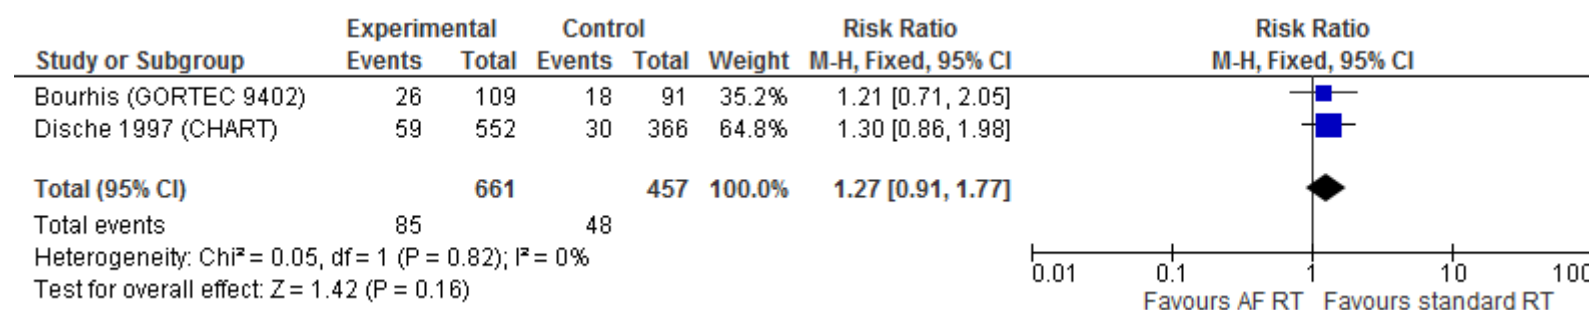 Experimental Control Risk Ratio Risk Ratio
Study or Subgroup Events Total Events Total Weight M-H, Fixed, 95% CI M-H, Fixed, 95% CI
Bourhis (GORTEC 9402) 26 109 18 91 35.2% 1.21 [0.71, 2.05]
Dische 1997 (CHART) 59 552 30 366 64.8% 1.30 [0.86, 1.98]
Total (95% CI) 661 457 100.0% 1.27 [0.91, 1.77]
Total events 85 48
Heterogeneity: Chi² = 0.05, df = 1 (P = 0.82); I² = 0%
Test for overall effect: Z = 1.42 (P = 0.16)
0.01 0.1 1 10 100
Favours AF RT Favours standard RT